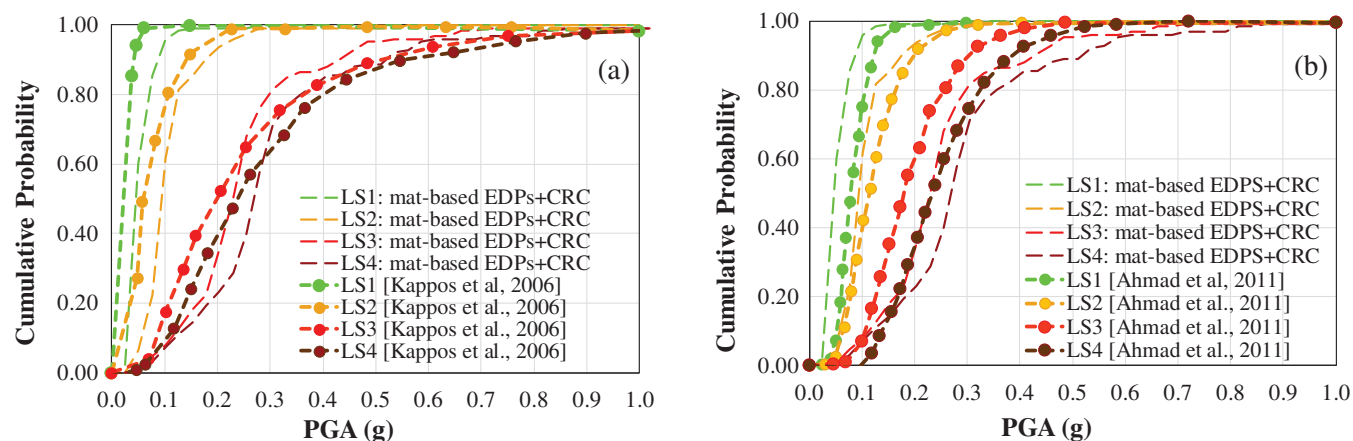 1.00
0.80
0.60
0.40
0.20
0.00
Cumulative Probability
(a)
LS1: mat-based EDPs+CRC
LS2: mat-based EDPs+CRC
LS3: mat-based EDPs+CRC
LS4: mat-based EDPs+CRC
LS1 [Kappos et al, 2006]
LS2 [Kappos et al., 2006]
LS3 [Kappos et al., 2006]
LS4 [Kappos et al., 2006]
0.0 0.1 0.2 0.3 0.4 0.5 0.6 0.7 0.8 0.9 1.0
PGA (g)
1.00
0.80
0.60
0.40
0.20
0.00
Cumulative Probability
(b)
LS1: mat-based EDPS+CRC
LS2: mat-based EDPS+CRC
LS3: mat-based EDPS+CRC
LS4: mat-based EDPS+CRC
LS1 [Ahmad et al, 2011]
LS2 [Ahmad et al., 2011]
LS3 [Ahmad et al., 2011]
LS4 [Ahmad et al., 2011]
0.0 0.1 0.2 0.3 0.4 0.5 0.6 0.7 0.8 0.9 1.0
PGA (g)